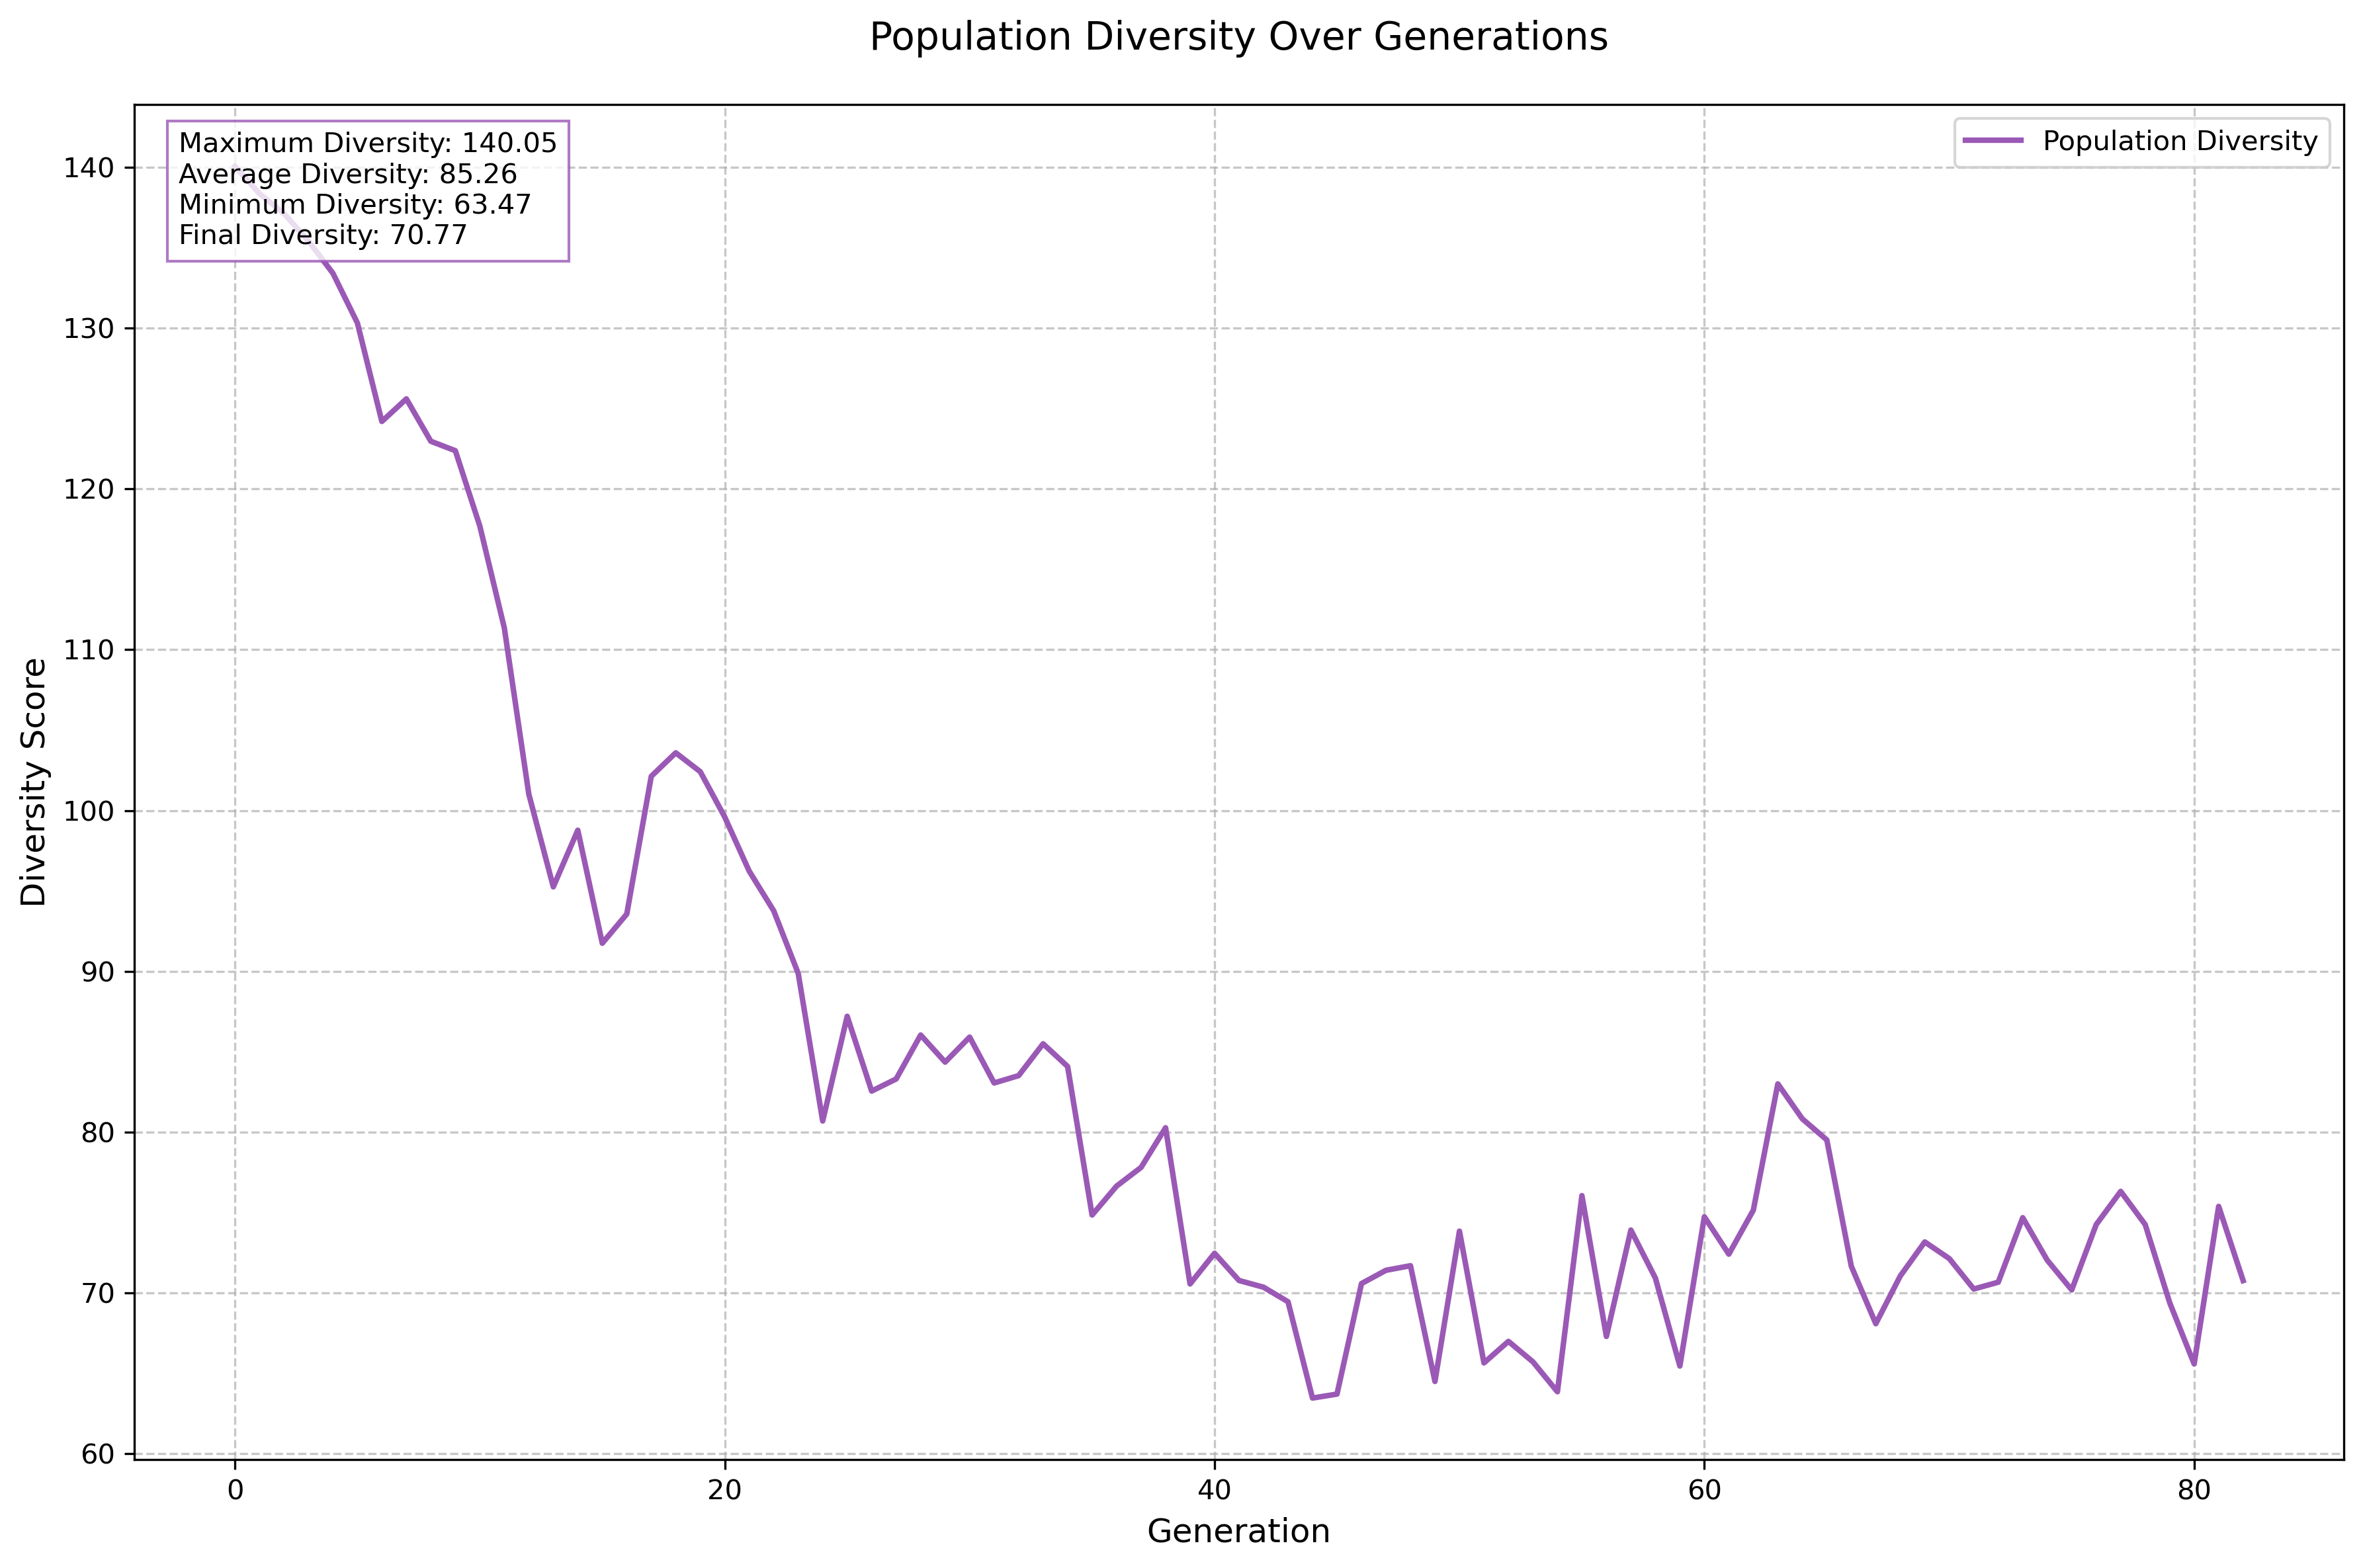 Population Diversity Over Generations
Maximum Diversity: 140.05
Average Diversity: 85.26
Minimum Diversity: 63.47
Final Diversity: 70.77
Population Diversity
140
130
120
110
100
90
80
70
60
Diversity Score
0 20 40 60 80
Generation